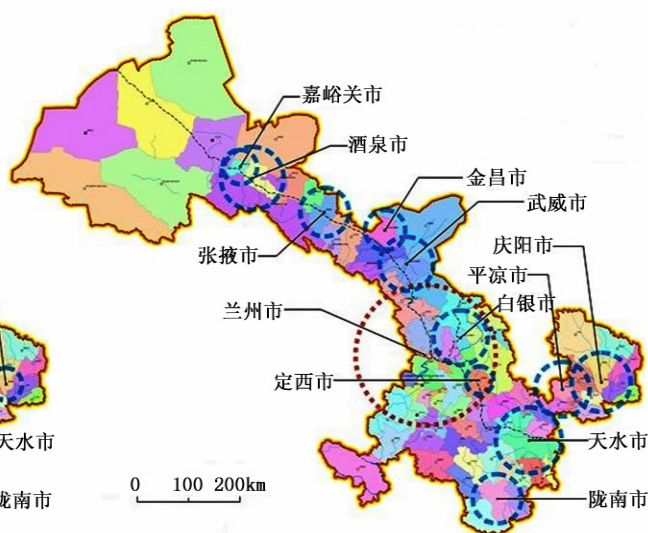 嘉峪关市
酒泉市
金昌市
武威市
张掖市
庆阳市
平凉市
白银市
兰州市
定西市
天水市
天水市
0 100 200km
陇南市
陇南市